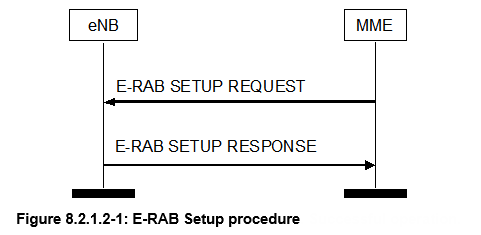 eNB MME
E-RAB SETUP REQUEST
E-RAB SETUP RESPONSE
Figure 8.2.1.2-1: E-RAB Setup procedure